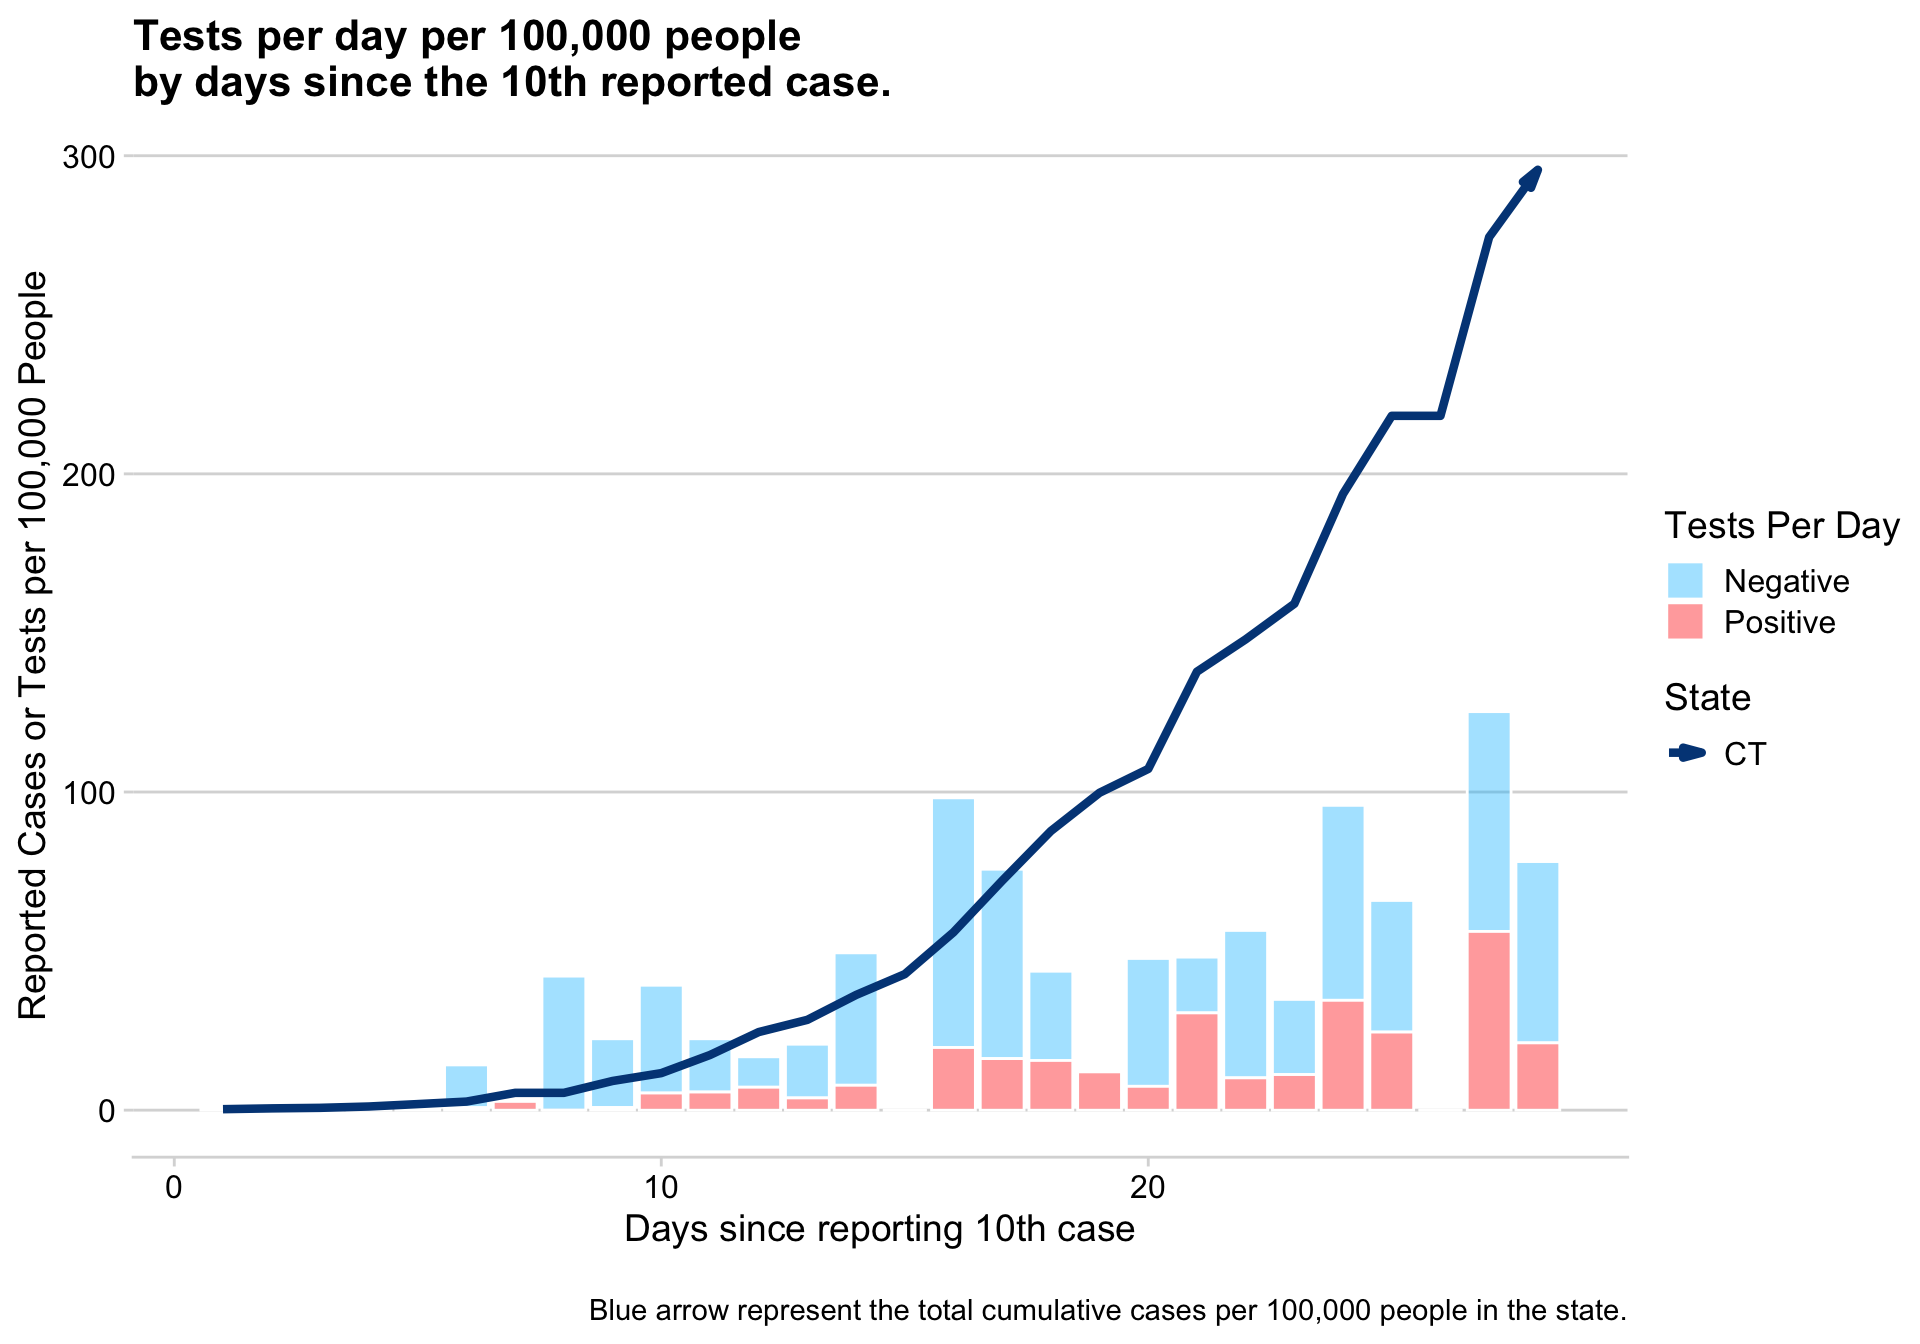 Tests per day per 100,000 people
by days since the 10th reported case.
Reported Cases or Tests per 100,000 People
300
200
100
0
0
10
20
Days since reporting 10th case
Tests Per Day
Negative
Positive
State
CT
Blue arrow represent the total cumulative cases per 100,000 people in the state.